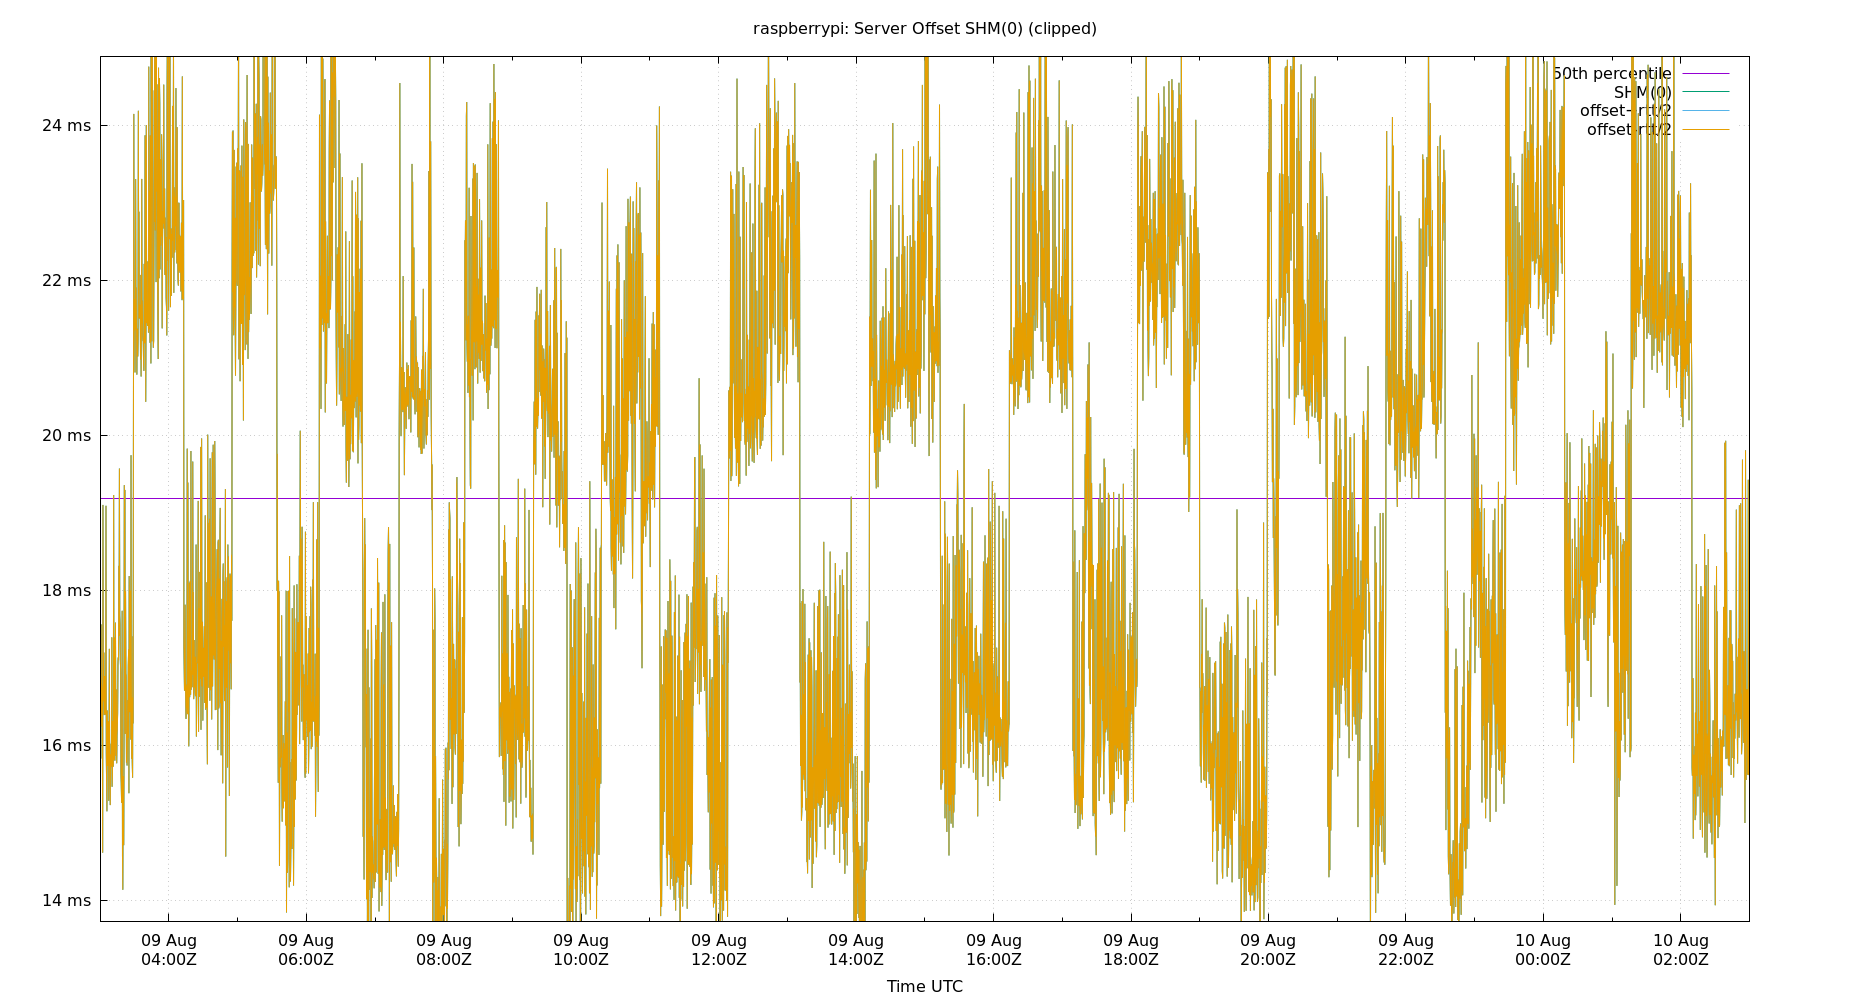 raspberrypi: Server Offset SHM(0) (clipped)
50th percentile
SHM(0)
offset+rtt/2
offset-rtt/2
24 ms
22 ms
20 ms
18 ms
16 ms
14 ms
09 Aug 09 Aug 09 Aug 09 Aug 09 Aug 09 Aug 09 Aug 09 Aug 09 Aug 09 Aug 10 Aug 10 Aug
04:00Z 06:00Z 08:00Z 10:00Z 12:00Z 14:00Z 16:00Z 18:00Z 20:00Z 22:00Z 00:00Z 02:00Z
Time UTC